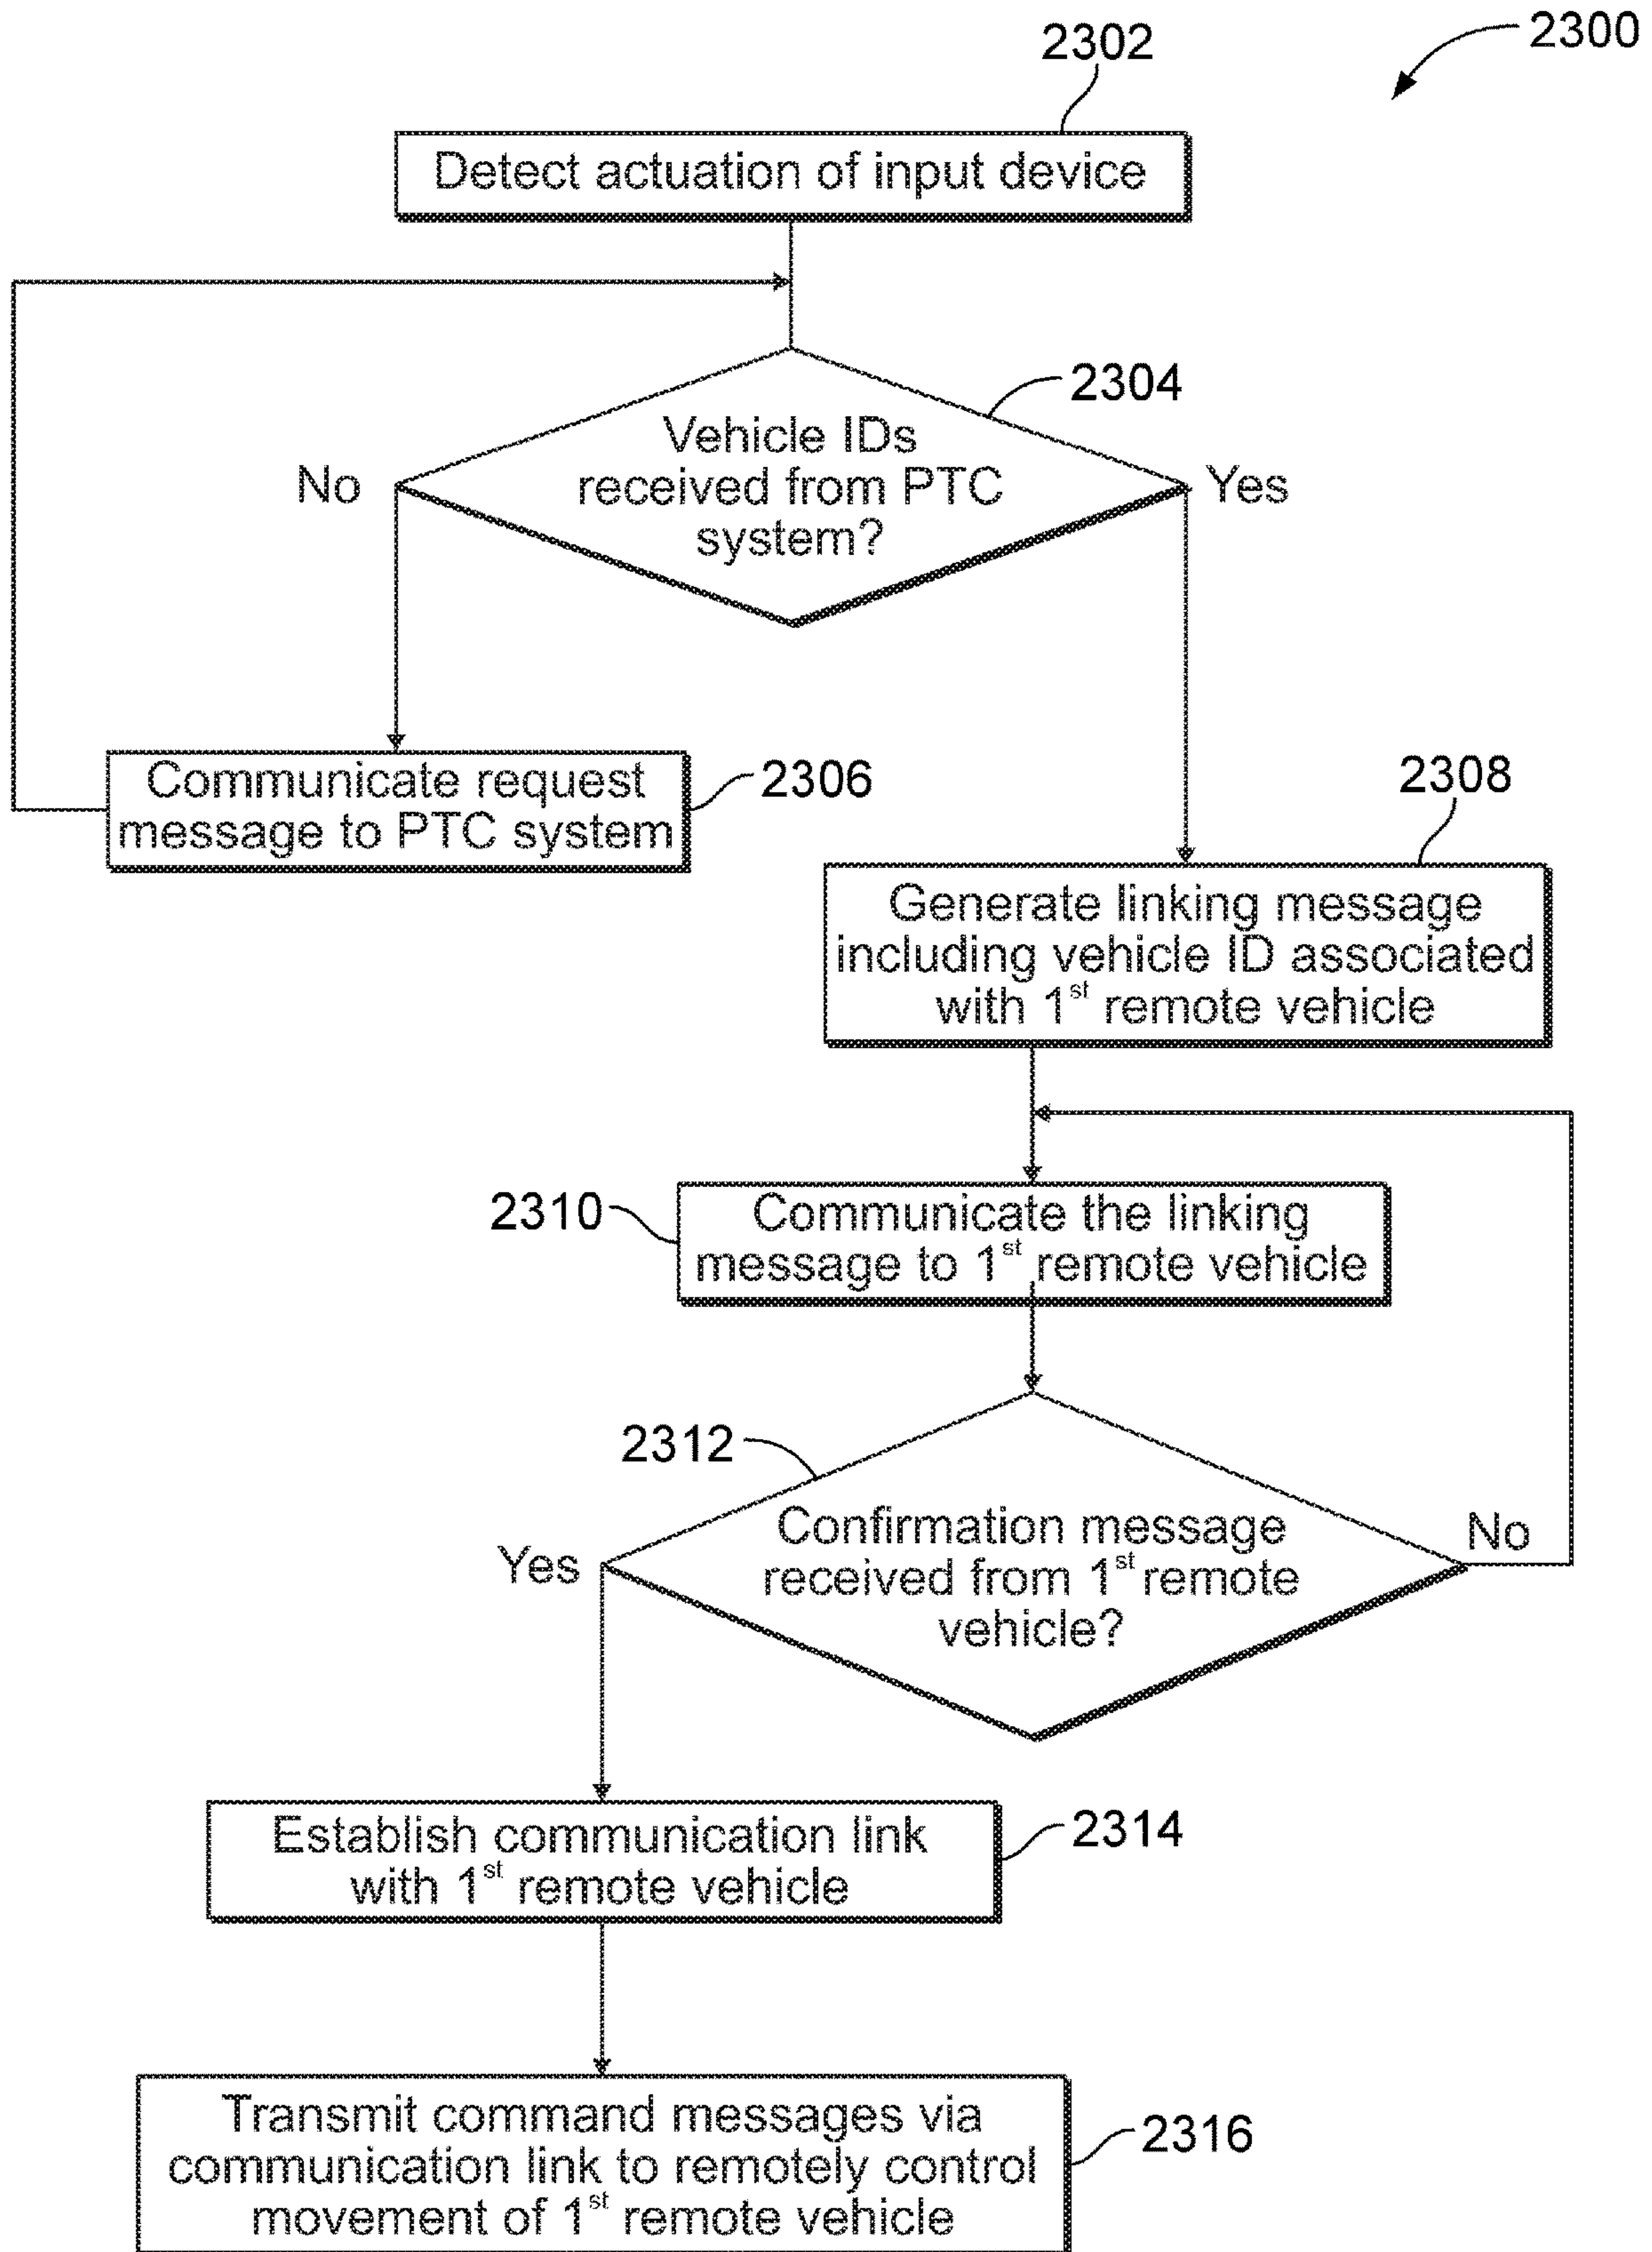 2300
2302
Detect actuation of input device
2304
Vehicle IDs
received from PTC
system?
No
Yes
Communicate request
message to PTC system
2306
2308
Generate linking message
including vehicle ID associated
with 1st remote vehicle
2310
Communicate the linking
message to 1st remote vehicle
2312
Confirmation message
received from 1st remote
vehicle?
Yes
No
Establish communication link
with 1st remote vehicle
2314
Transmit command messages via
communication link to remotely control
movement of 1st remote vehicle
2316